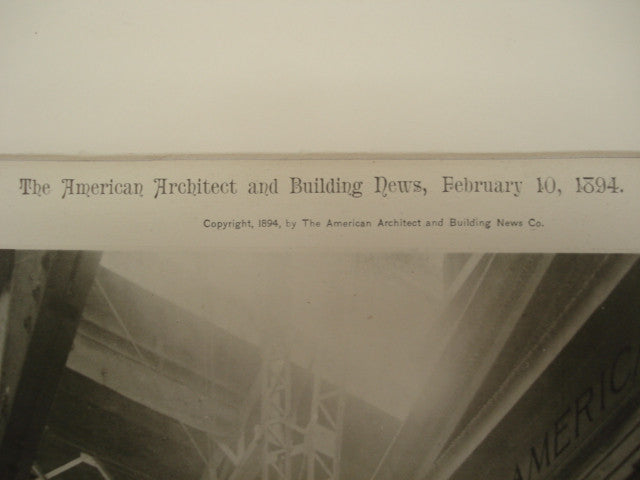 The American Architect and Building News, February 10, 1894.
Copyright, 1894, by The American Architect and Building News Co.
AMERICA